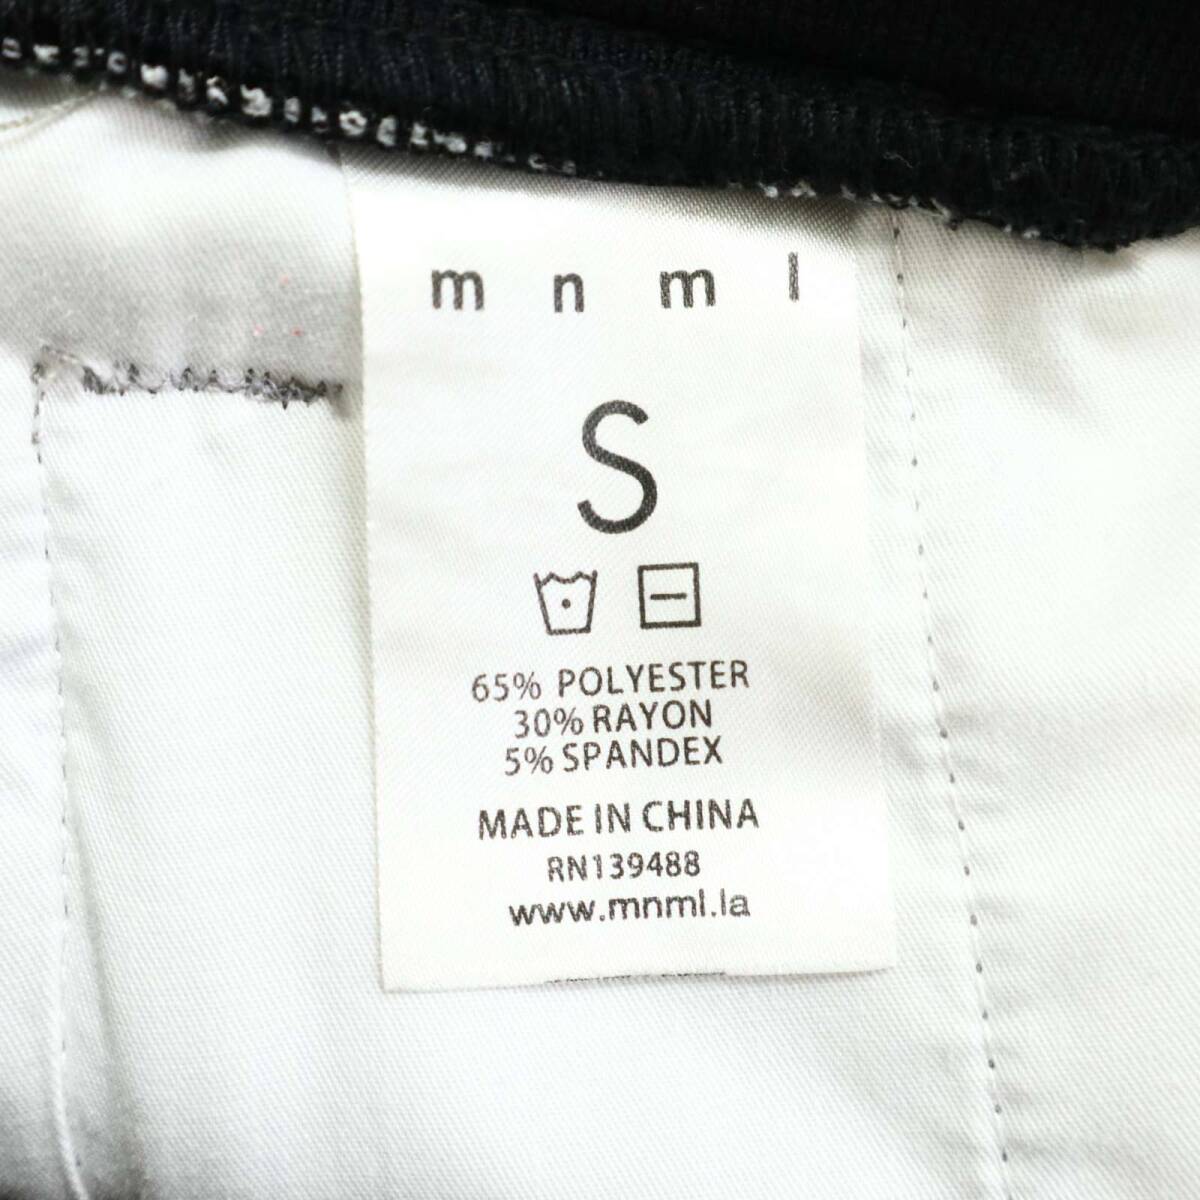 m n m l
S
65% POLYESTER
30% RAYON
5% SPANDEX
MADE IN CHINA
RN139488
www.mnml.la